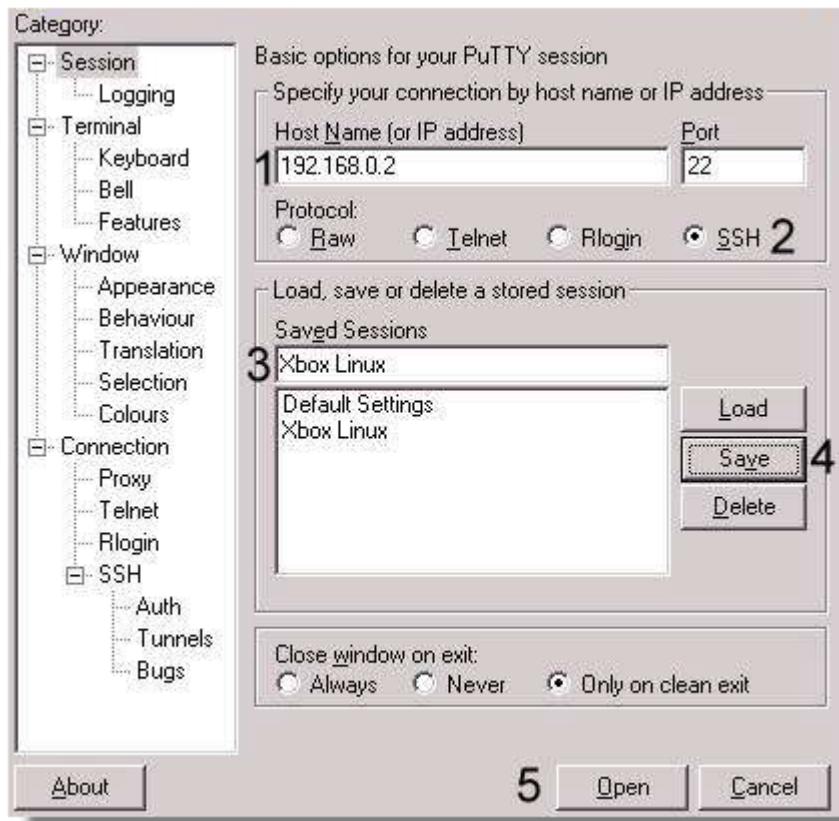 Category:
Session
Logging
Terminal
Keyboard
Bell
Features
Window
Appearance
Behaviour
Translation
Selection
Colours
Connection
Proxy
Telnet
Rlogin
SSH
Auth
Tunnels
Bugs
About
Basic options for your PuTTY session
Specify your connection by host name or IP address
Host Name (or IP address) Port
1 192.168.0.2 22
Protocol:
Raw Telnet Rlogin SSH 2
Load, save or delete a stored session
Saved Sessions
3 Xbox Linux
Default Settings
Xbox Linux
Load
Save 4
Delete
Close window on exit:
Always Never Only on clean exit
5 Open Cancel